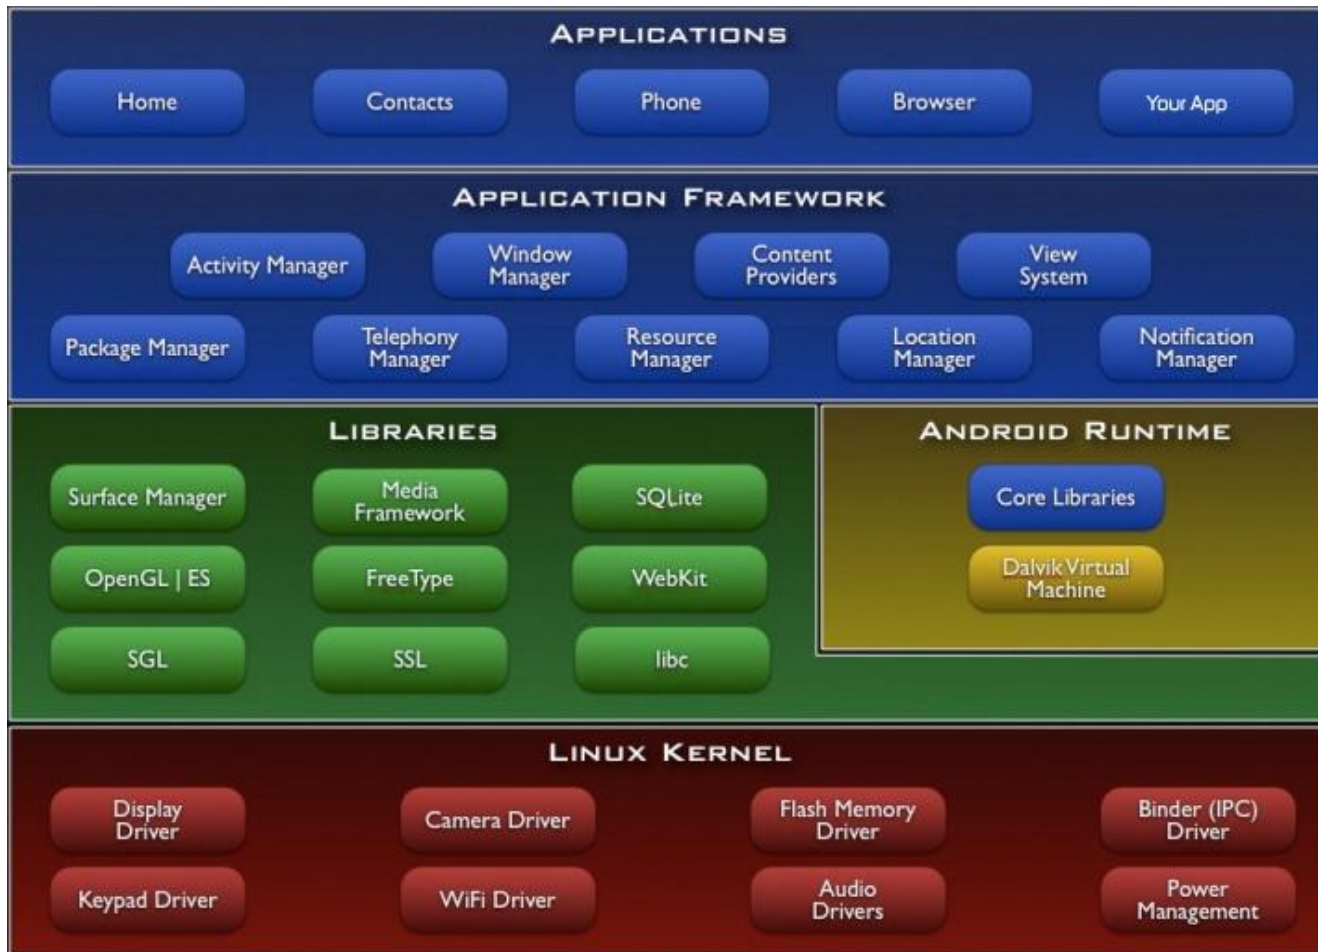 APPLICATIONS
Home
Contacts
Phone
Browser
Your App
APPLICATION FRAMEWORK
Activity Manager
Window
Manager
Content
Providers
View
System
Package Manager
Telephony
Manager
Resource
Manager
Location
Manager
Notification
Manager
LIBRARIES
Surface Manager
Media
Framework
SQLite
OpenGL | ES
FreeType
WebKit
SGL
SSL
libc
ANDROID RUNTIME
Core Libraries
Dalvik Virtual
Machine
LINUX KERNEL
Display
Driver
Camera Driver
Flash Memory
Driver
Binder (IPC)
Driver
Keypad Driver
WiFi Driver
Audio
Drivers
Power
Management